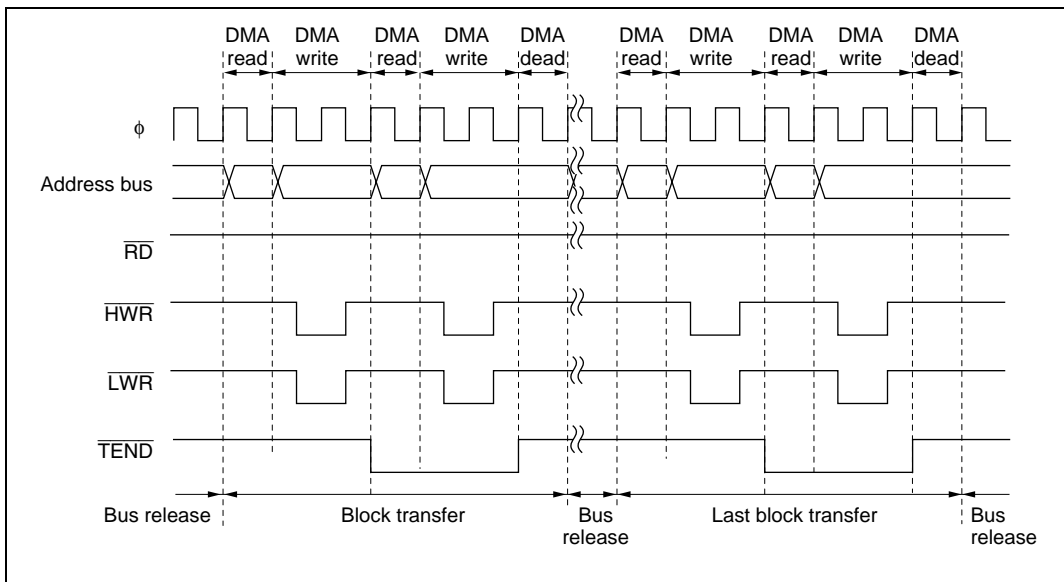 DMA read DMA write DMA read DMA write DMA dead DMA read DMA write DMA read DMA write DMA dead
φ
Address bus
RD
HWR
LWR
TEND
Bus release Block transfer Bus release Last block transfer Bus release